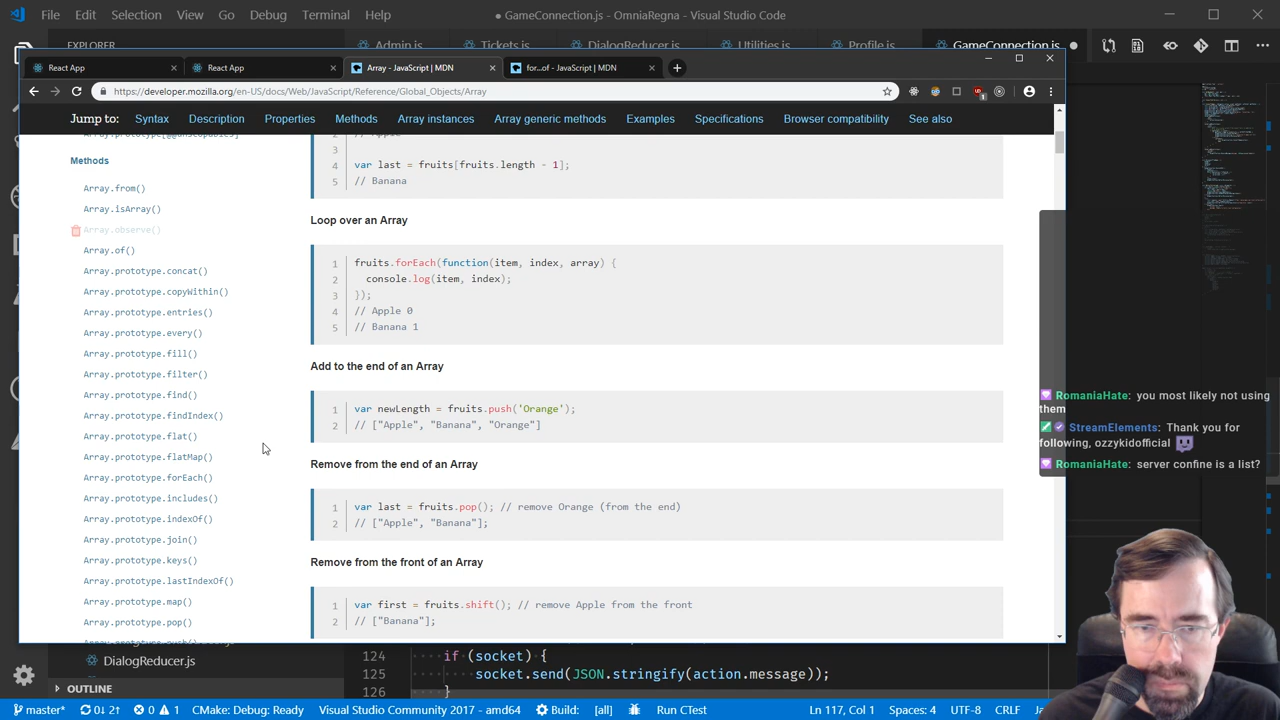 File Edit Selection View Go Debug Terminal Help
● GameConnection.js - OmniaRegna - Visual Studio Code
EXPLORER
Admin.js Tickets.js DialogReducer.js Utilities.js Profile.js GameConnection.js
React App
React App
Array - JavaScript | MDN
for...of - JavaScript | MDN
https://developer.mozilla.org/en-US/docs/Web/JavaScript/Reference/Global_Objects/Array
Jump to: Syntax Description Properties Methods Array instances Array generic methods Examples Specifications Browser compatibility See also
Array.prototype[@@unscopables]
Methods
Array.from()
Array.isArray()
Array.observe()
Array.of()
Array.prototype.concat()
Array.prototype.copyWithin()
Array.prototype.entries()
Array.prototype.every()
Array.prototype.fill()
Array.prototype.filter()
Array.prototype.find()
Array.prototype.findIndex()
Array.prototype.flat()
Array.prototype.flatMap()
Array.prototype.forEach()
Array.prototype.includes()
Array.prototype.indexOf()
Array.prototype.join()
Array.prototype.keys()
Array.prototype.lastIndexOf()
Array.prototype.map()
Array.prototype.pop()
Array.prototype.push()
2 // Apple
3
4 var last = fruits[fruits.length - 1];
5 // Banana
Loop over an Array
1 fruits.forEach(function(item, index, array) {
2 console.log(item, index);
3 });
4 // Apple 0
5 // Banana 1
Add to the end of an Array
1 var newLength = fruits.push('Orange');
2 // ["Apple", "Banana", "Orange"]
Remove from the end of an Array
1 var last = fruits.pop(); // remove Orange (from the end)
2 // ["Apple", "Banana"];
Remove from the front of an Array
1 var first = fruits.shift(); // remove Apple from the front
2 // ["Banana"];
RomaniaHate: you most likely not using
them
StreamElements: Thank you for
following, ozzykidofficial
RomaniaHate: server confine is a list?
DialogReducer.js
OUTLINE
124 if (socket) {
125 socket.send(JSON.stringify(action.message));
126 }
master* 0↓ 2↑ 0 1 CMake: Debug: Ready Visual Studio Community 2017 - amd64 Build: [all] Run CTest
Ln 117, Col 1 Spaces: 4 UTF-8 CRLF